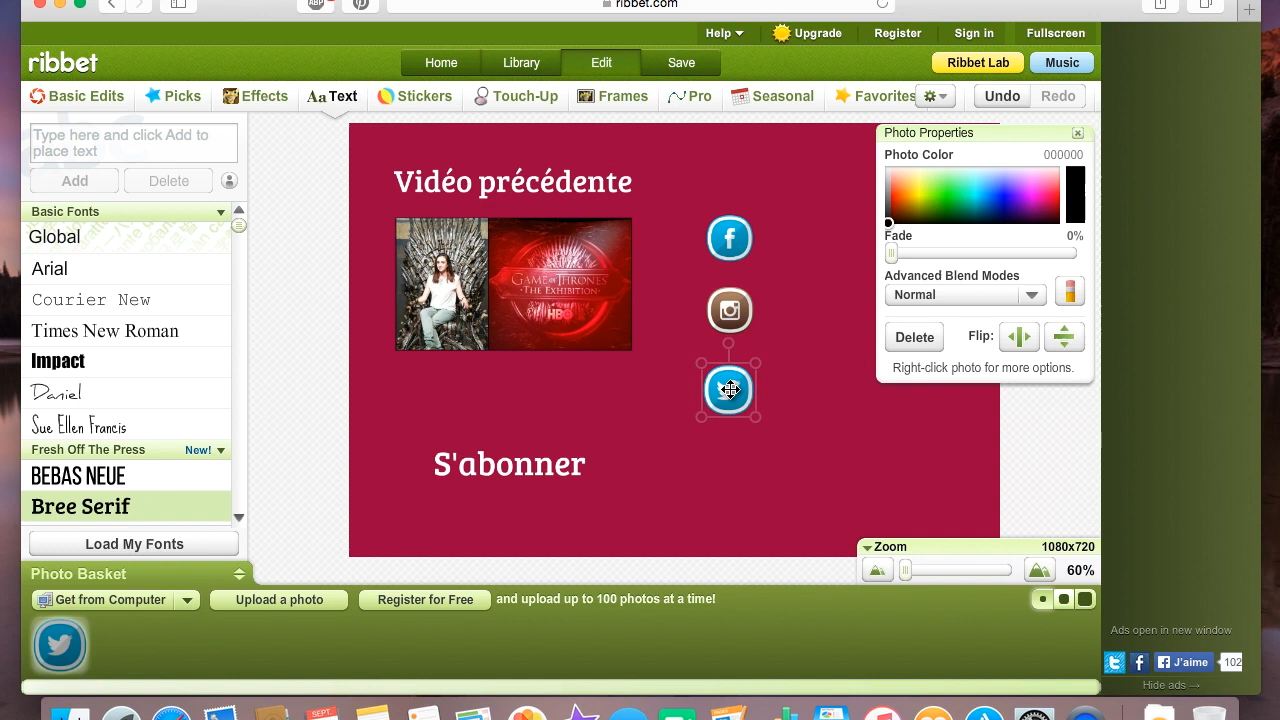 ribbet.com
Help Upgrade Register Sign in Fullscreen
ribbet Home Library Edit Save Ribbet Lab Music
Basic Edits Picks Effects Aa Text Stickers Touch-Up Frames Pro Seasonal Favorites Undo Redo
Type here and click Add to
place text
Add Delete
Basic Fonts
Global
Arial
Courier New
Times New Roman
Impact
Daniel
Sue Ellen Francis
Fresh Off The Press New!
BEBAS NEUE
Bree Serif
Load My Fonts
Vidéo précédente
GAME OF THRONES
THE EXHIBITION
HBO
S'abonner
Photo Properties
Photo Color 000000
Fade 0%
Advanced Blend Modes
Normal
Delete Flip:
Right-click photo for more options.
Zoom 1080x720
60%
Photo Basket
Get from Computer Upload a photo Register for Free and upload up to 100 photos at a time!
Ads open in new window
J'aime 102
Hide ads →
SEPT.